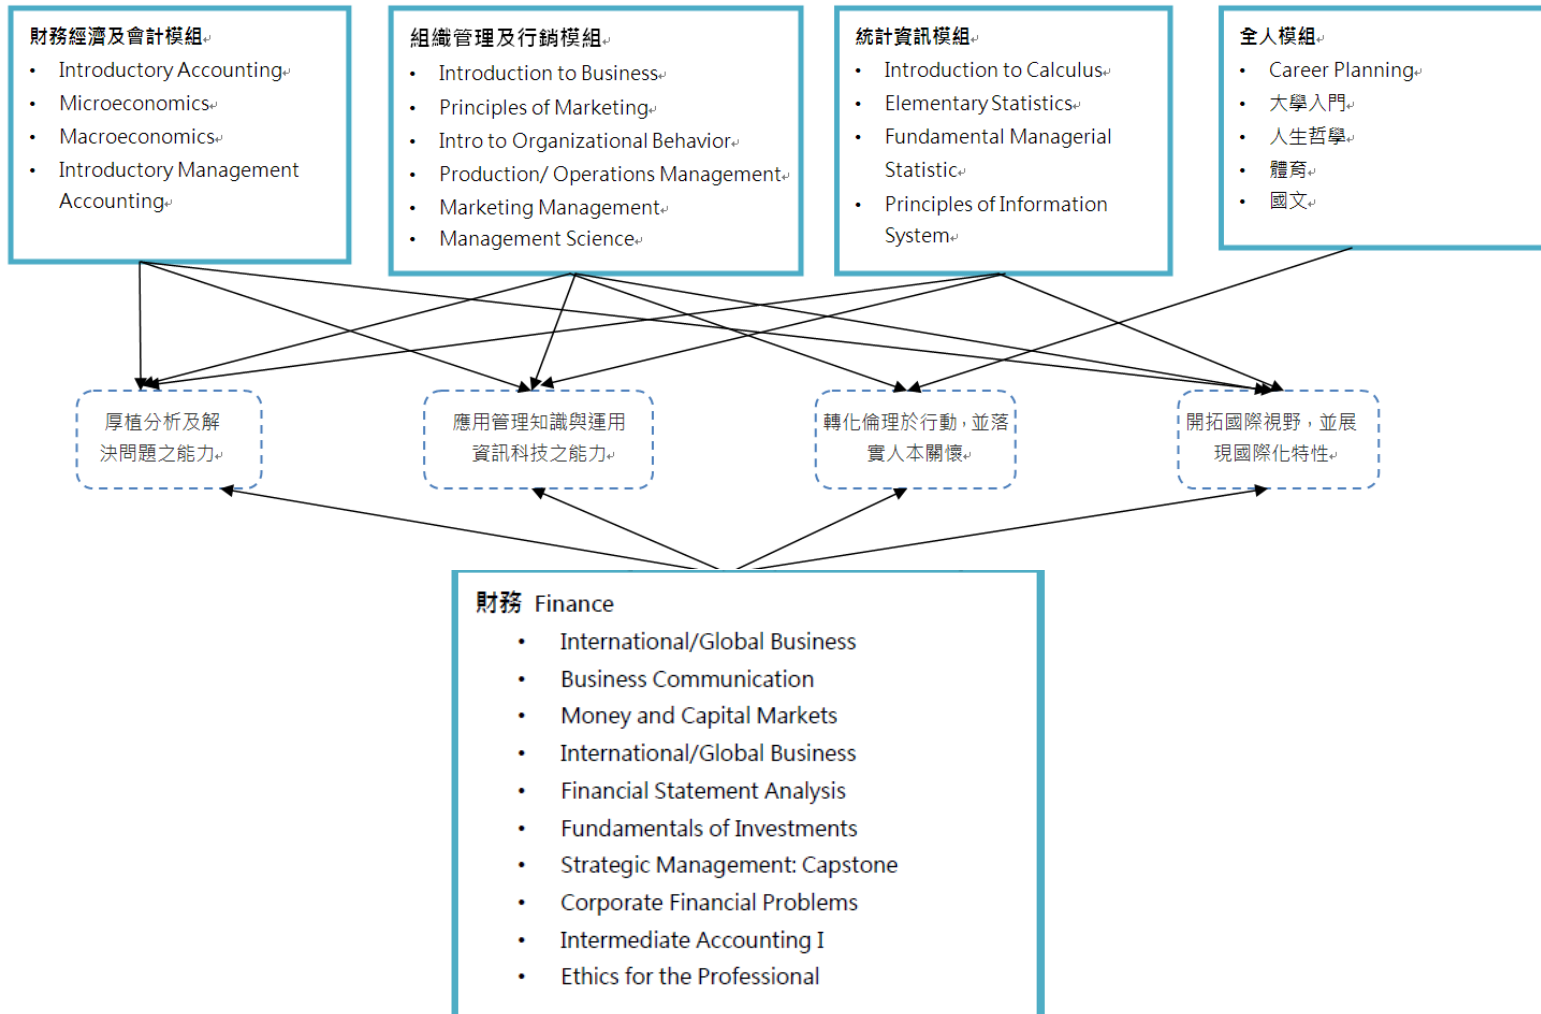 財務經濟及會計模組
• Introductory Accounting
• Microeconomics
• Macroeconomics
• Introductory Management
Accounting
組織管理及行銷模組
• Introduction to Business
• Principles of Marketing
• Intro to Organizational Behavior
• Production/ Operations Management
• Marketing Management
• Management Science
統計資訊模組
• Introduction to Calculus
• Elementary Statistics
• Fundamental Managerial
Statistic
• Principles of Information
System
全人模組
• Career Planning
• 大學入門
• 人生哲學
• 體育
• 國文
厚植分析及解
決問題之能力
應用管理知識與運用
資訊科技之能力
轉化倫理於行動，並落
實人本關懷
開拓國際視野，並展
現國際化特性
財務 Finance
• International/Global Business
• Business Communication
• Money and Capital Markets
• International/Global Business
• Financial Statement Analysis
• Fundamentals of Investments
• Strategic Management: Capstone
• Corporate Financial Problems
• Intermediate Accounting I
• Ethics for the Professional